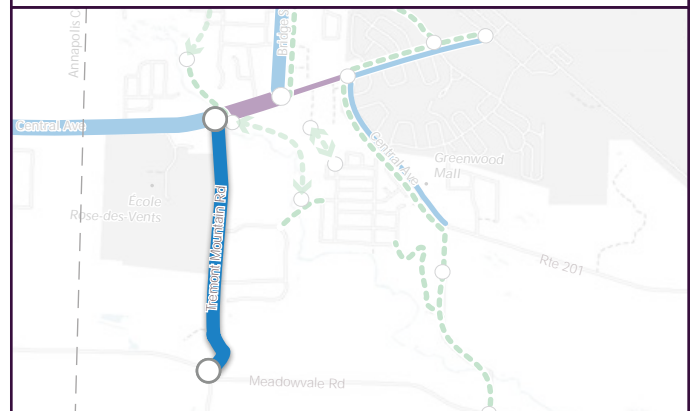 Annapolis C
Bridge S
Central Ave
Central Ave
Greenwood
Mall
École
Rose-des-Vents
Tremont Mountain Rd
Rte 201
Meadowvale Rd